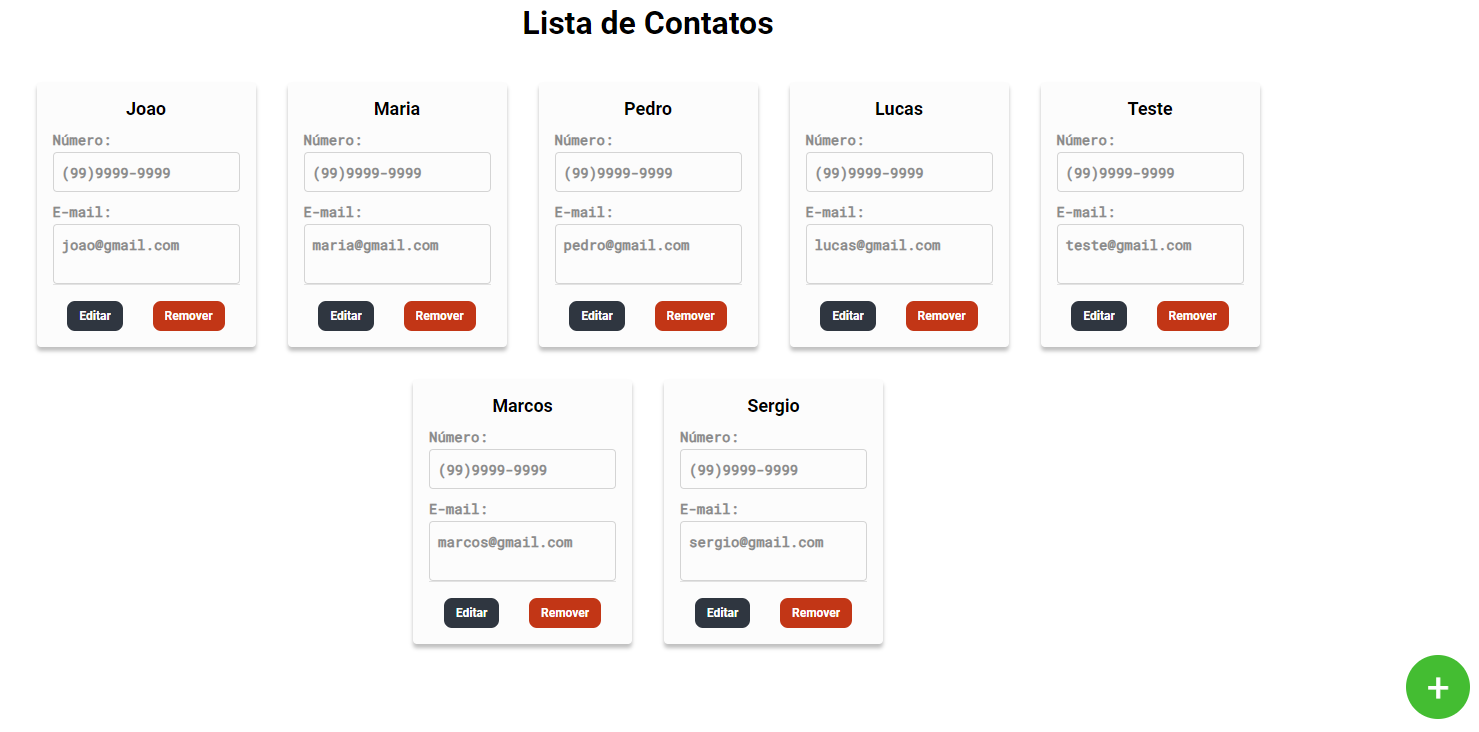 Lista de Contatos
Joao
Número:
(99)9999-9999
E-mail:
joao@gmail.com
Editar Remover
Maria
Número:
(99)9999-9999
E-mail:
maria@gmail.com
Editar Remover
Pedro
Número:
(99)9999-9999
E-mail:
pedro@gmail.com
Editar Remover
Lucas
Número:
(99)9999-9999
E-mail:
lucas@gmail.com
Editar Remover
Teste
Número:
(99)9999-9999
E-mail:
teste@gmail.com
Editar Remover
Marcos
Número:
(99)9999-9999
E-mail:
marcos@gmail.com
Editar Remover
Sergio
Número:
(99)9999-9999
E-mail:
sergio@gmail.com
Editar Remover
+